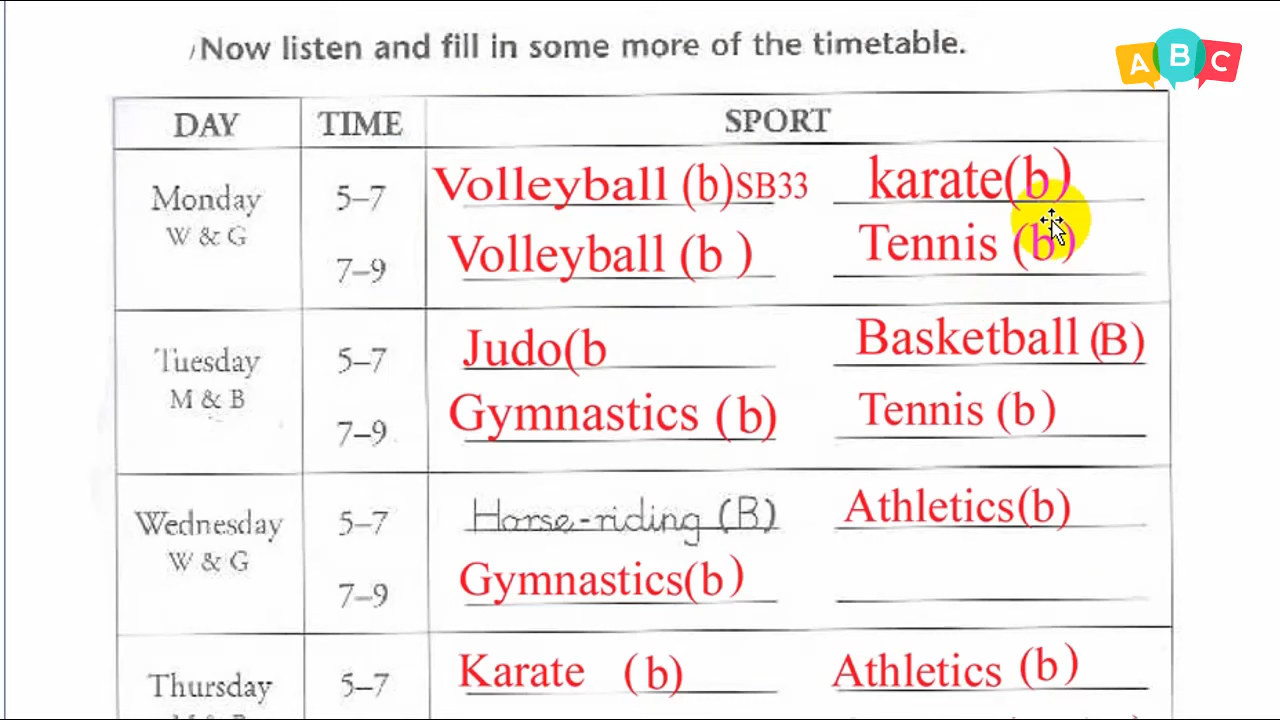 Now listen and fill in some more of the timetable.
A B C
DAY TIME SPORT
Monday 5–7 Volleyball (b)SB33 karate(b)
W & G
7–9 Volleyball (b ) Tennis (b)
Tuesday 5–7 Judo(b Basketball (B)
M & B
7–9 Gymnastics (b) Tennis (b)
Wednesday 5–7 Horse-riding (B) Athletics(b)
W & G
7–9 Gymnastics(b)
Thursday 5–7 Karate (b) Athletics (b)